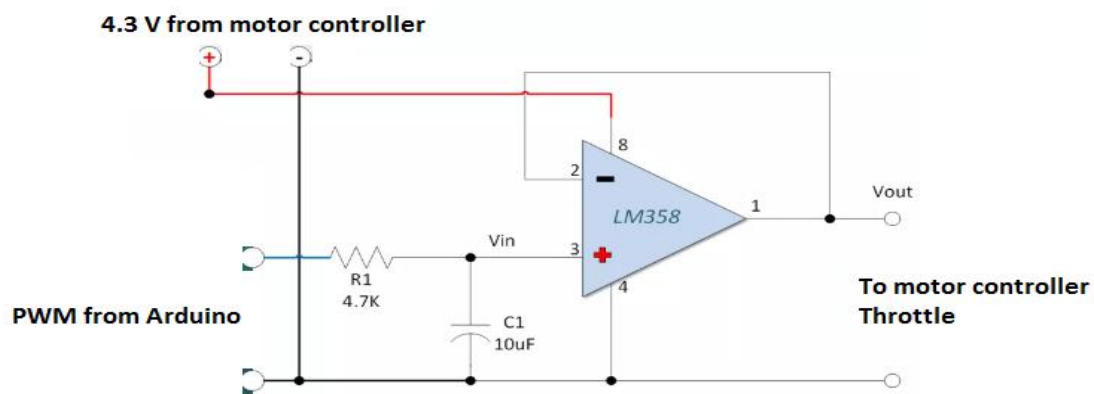 4.3 V from motor controller
+
-
8
2
-
Vout
LM358
1
Vin
3
+
R1
4.7K
4
To motor controller
Throttle
PWM from Arduino
C1
10uF